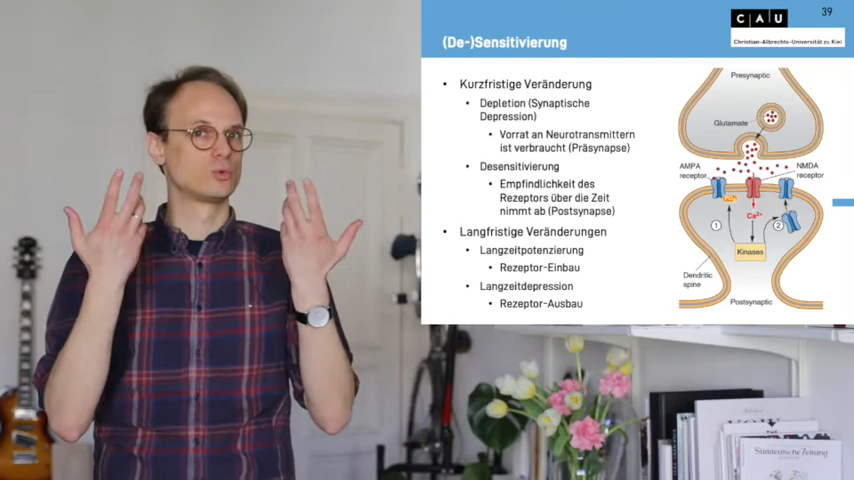 39
C A U
Christian-Albrechts-Universität zu Kiel
(De-)Sensitivierung
• Kurzfristige Veränderung
• Depletion (Synaptische
Depression)
• Vorrat an Neurotransmittern
ist verbraucht (Präsynapse)
• Desensitivierung
• Empfindlichkeit des
Rezeptors über die Zeit
nimmt ab (Postsynapse)
• Langfristige Veränderungen
• Langzeitpotenzierung
• Rezeptor-Einbau
• Langzeitdepression
• Rezeptor-Ausbau
Presynaptic
Glutamate
AMPA
receptor
NMDA
receptor
Ca2+
1
2
Kinases
Dendritic
spine
Postsynaptic
Süddeutsche Zeitung